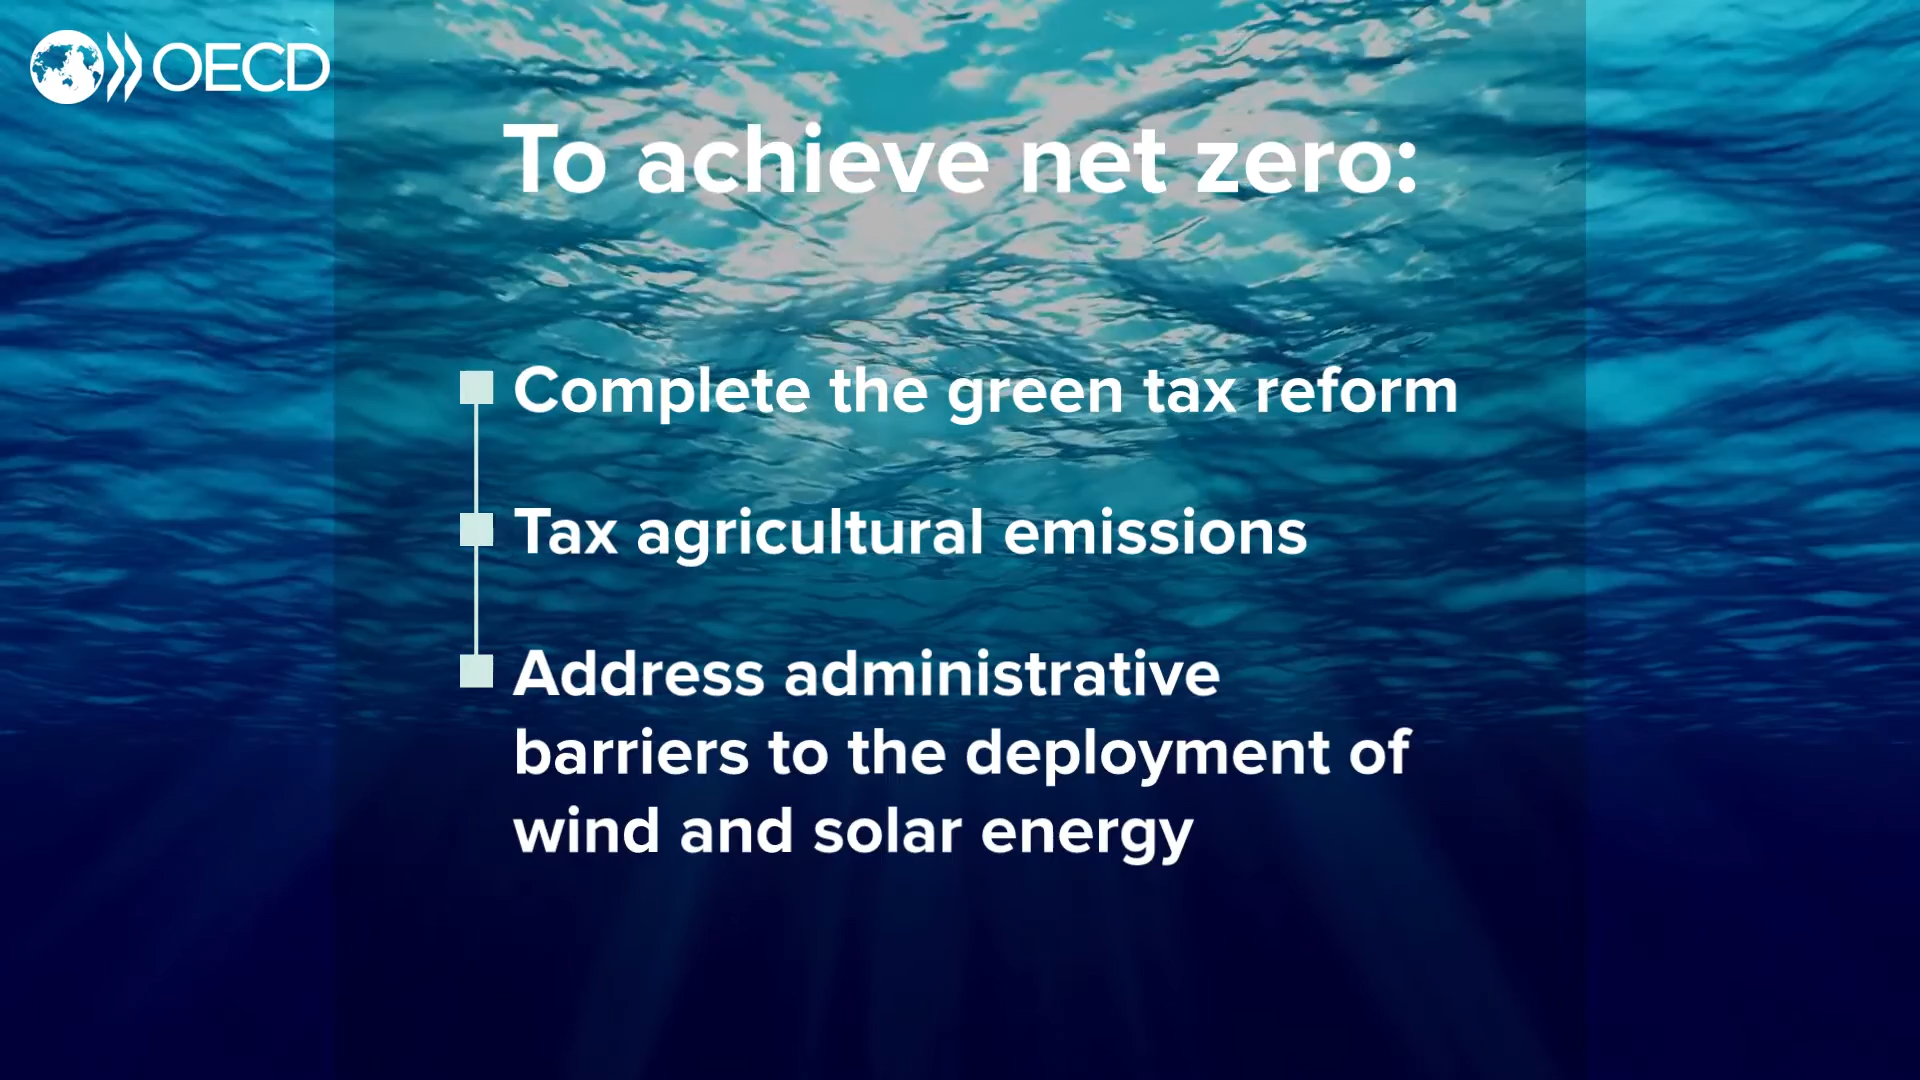 OECD
To achieve net zero:
Complete the green tax reform
Tax agricultural emissions
Address administrative
barriers to the deployment of
wind and solar energy